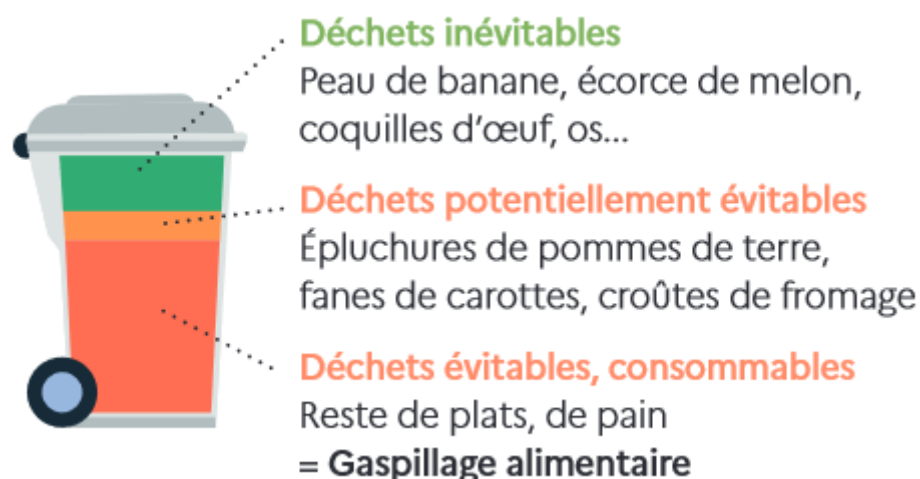 Déchets inévitables
Peau de banane, écorce de melon,
coquilles d'œuf, os...
Déchets potentiellement évitables
Épluchures de pommes de terre,
fanes de carottes, croûtes de fromage
Déchets évitables, consommables
Reste de plats, de pain
= Gaspillage alimentaire